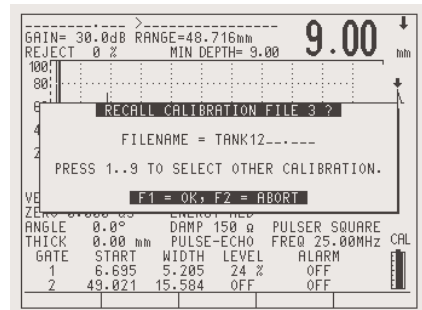 --------.---- >--------------------
GAIN= 30.0dB RANGE=48.716mm
REJECT 0 % MIN DEPTH= 9.00
9.00 mm
100
80
RECALL CALIBRATION FILE 3 ?
FILENAME = TANK12--.---
PRESS 1..9 TO SELECT OTHER CALIBRATION.
F1 = OK, F2 = ABORT
ANGLE 0.0° DAMP 150 Ω PULSER SQUARE
THICK 0.00 mm PULSE-ECHO FREQ 25.00MHz CAL
GATE START WIDTH LEVEL ALARM
1 6.695 5.205 24 % OFF
2 49.021 15.584 OFF OFF